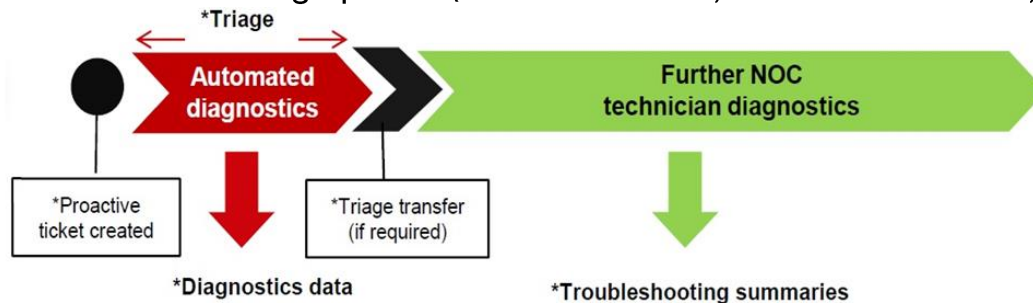 *Triage
Automated
diagnostics
Further NOC
technician diagnostics
*Proactive
ticket created
*Triage transfer
(if required)
*Diagnostics data
*Troubleshooting summaries